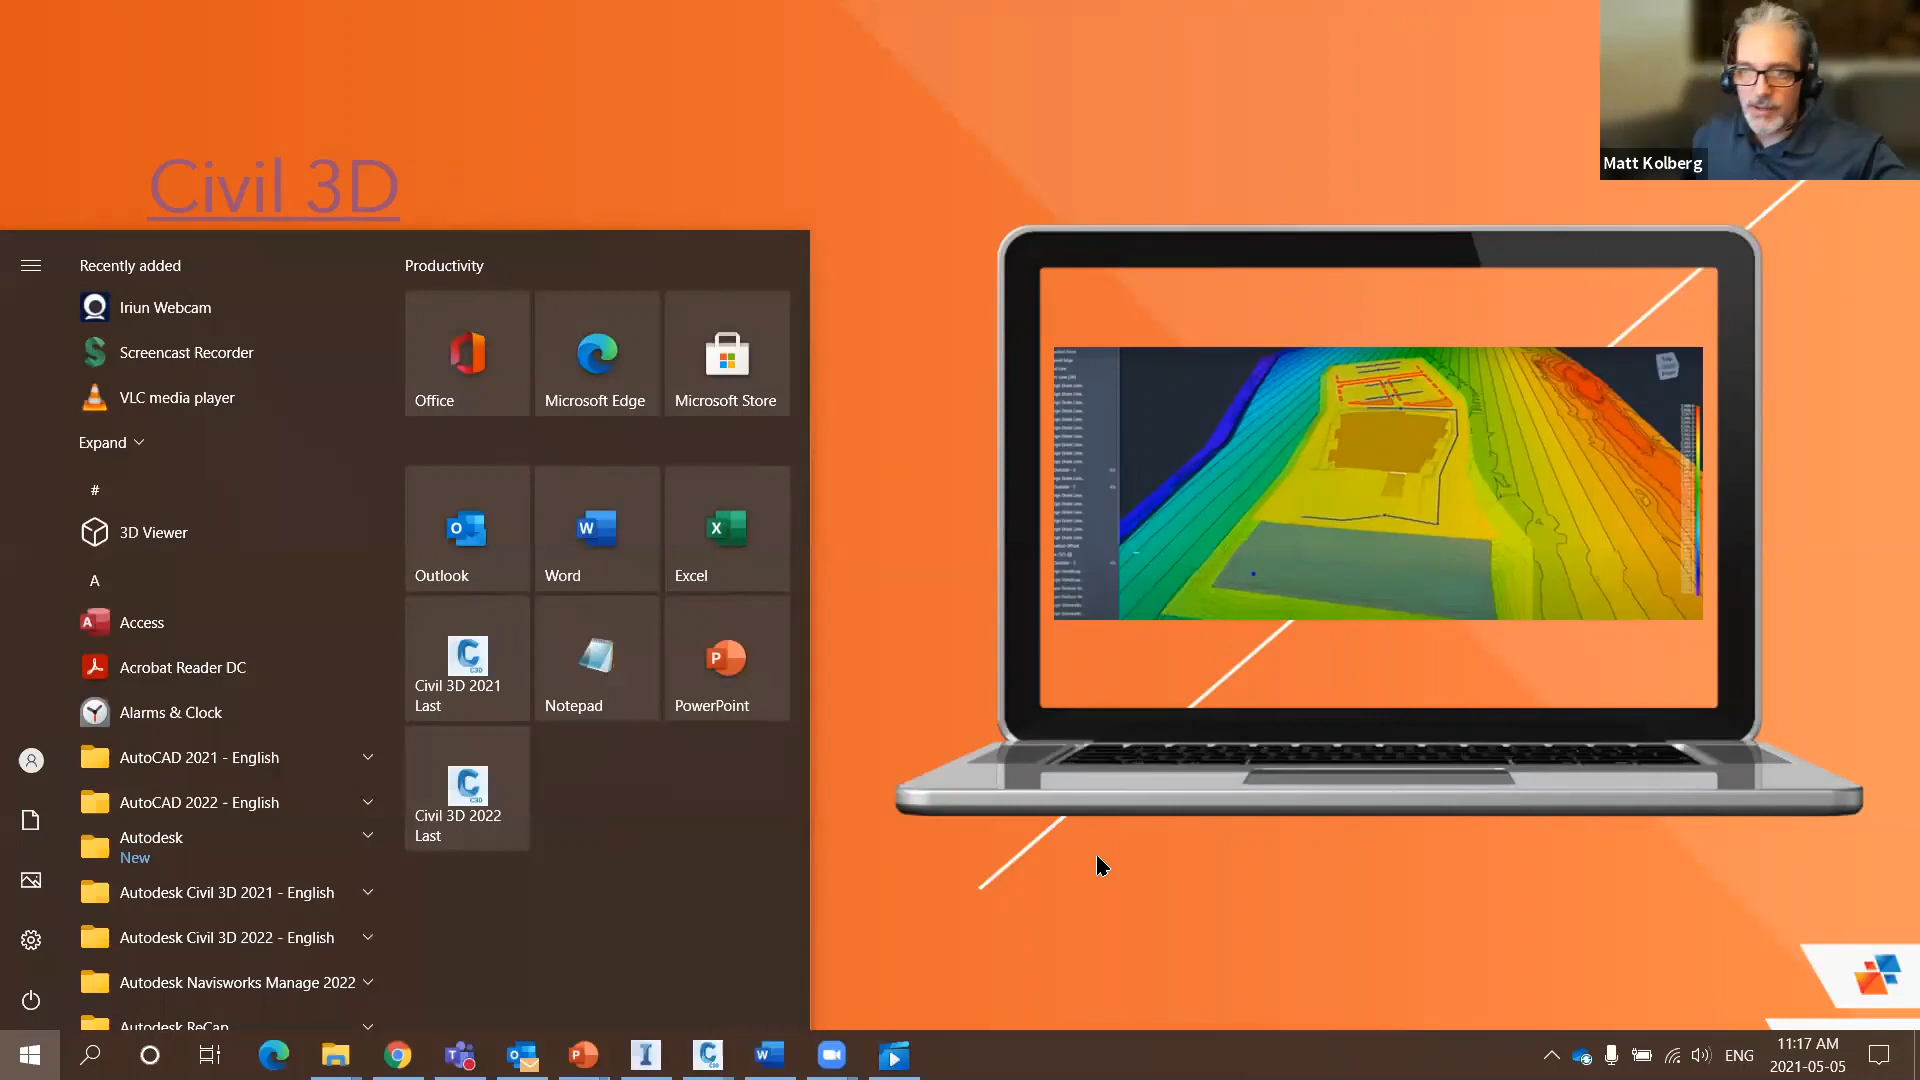 Matt Kolberg
Civil 3D
Recently added
Productivity
Iriun Webcam
Screencast Recorder
VLC media player
Expand
Office
Microsoft Edge
Microsoft Store
#
3D Viewer
A
Access
Acrobat Reader DC
Alarms & Clock
AutoCAD 2021 - English
AutoCAD 2022 - English
Autodesk
New
Autodesk Civil 3D 2021 - English
Autodesk Civil 3D 2022 - English
Autodesk Navisworks Manage 2022
Autodesk ReCap
Outlook
Word
Excel
Civil 3D 2021
Last
Notepad
PowerPoint
Civil 3D 2022
Last
ENG
11:17 AM
2021-05-05